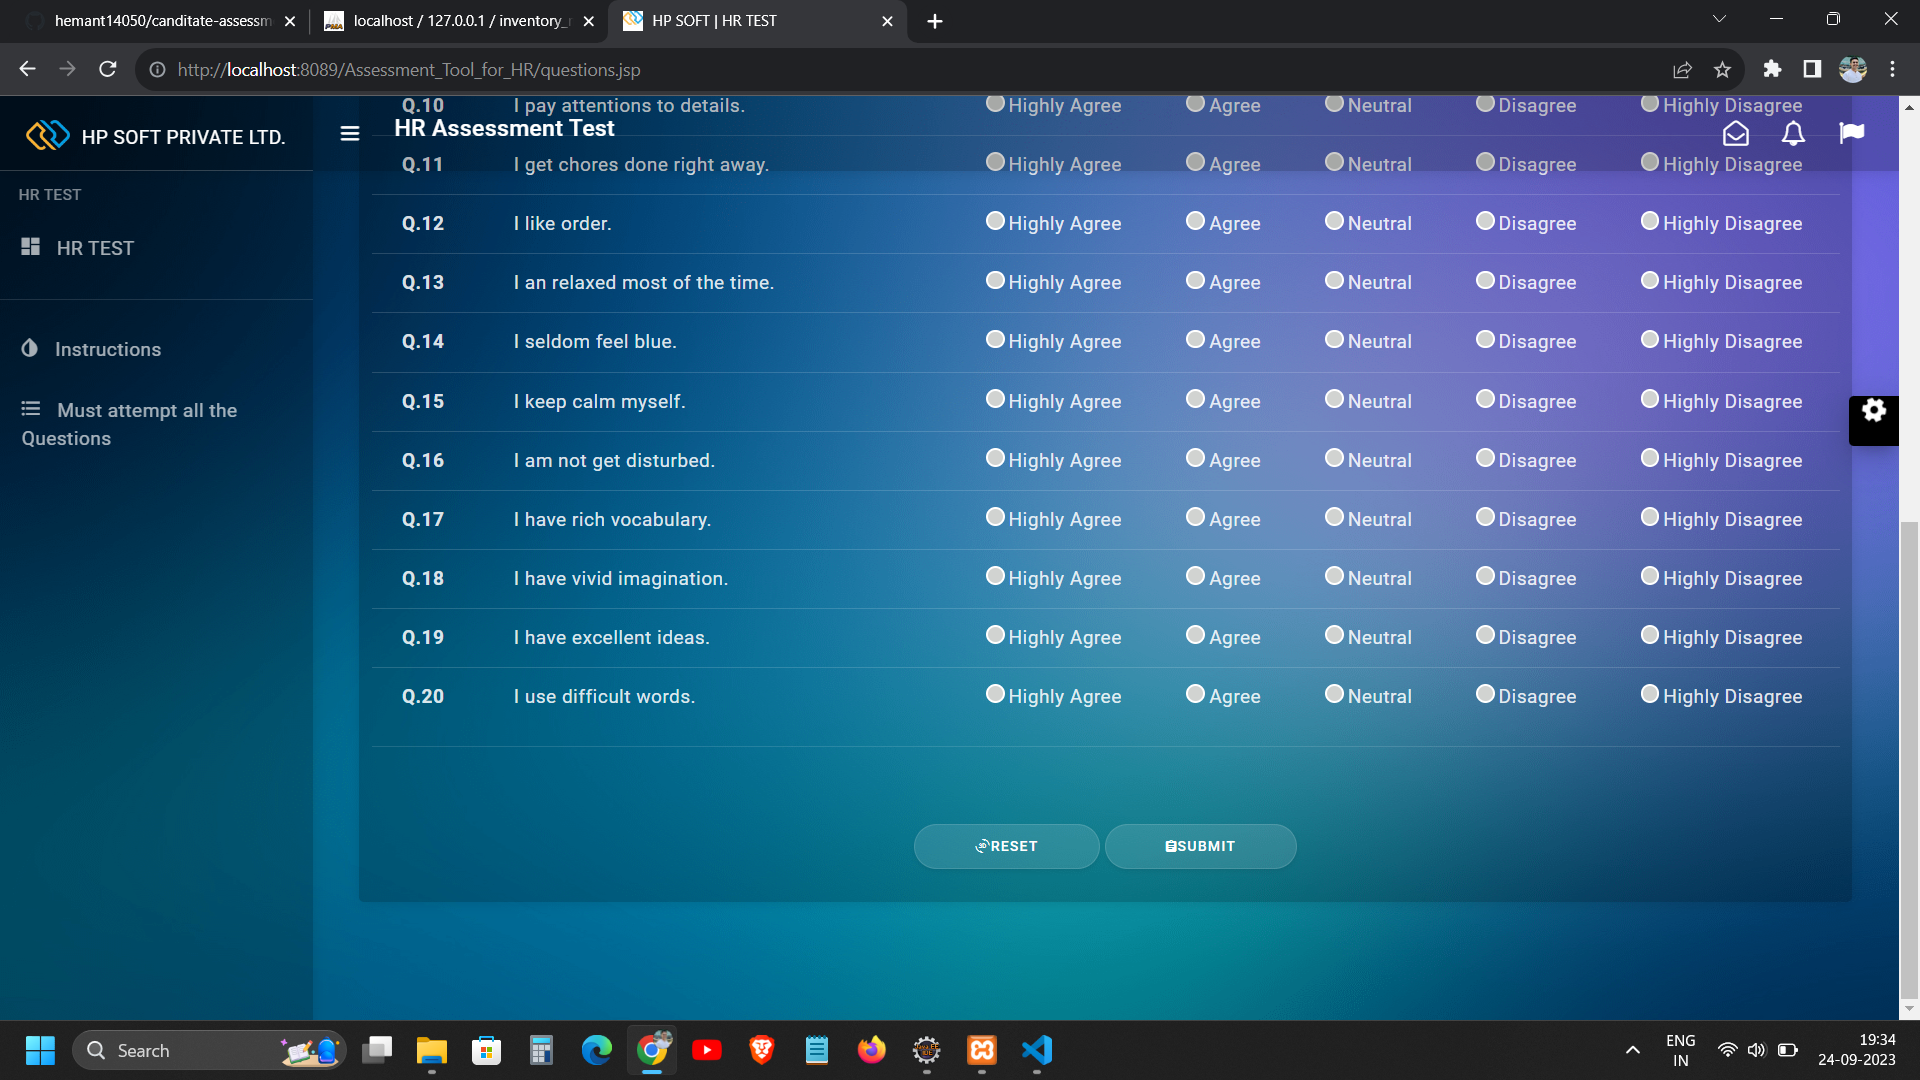 hemant14050/canditate-assessm
localhost / 127.0.0.1 / inventory_
HP SOFT | HR TEST
http://localhost:8089/Assessment_Tool_for_HR/questions.jsp
HP SOFT PRIVATE LTD.
HR Assessment Test
HR TEST
HR TEST
Instructions
Must attempt all the
Questions
Q.10 I pay attentions to details. Highly Agree Agree Neutral Disagree Highly Disagree
Q.11 I get chores done right away. Highly Agree Agree Neutral Disagree Highly Disagree
Q.12 I like order. Highly Agree Agree Neutral Disagree Highly Disagree
Q.13 I an relaxed most of the time. Highly Agree Agree Neutral Disagree Highly Disagree
Q.14 I seldom feel blue. Highly Agree Agree Neutral Disagree Highly Disagree
Q.15 I keep calm myself. Highly Agree Agree Neutral Disagree Highly Disagree
Q.16 I am not get disturbed. Highly Agree Agree Neutral Disagree Highly Disagree
Q.17 I have rich vocabulary. Highly Agree Agree Neutral Disagree Highly Disagree
Q.18 I have vivid imagination. Highly Agree Agree Neutral Disagree Highly Disagree
Q.19 I have excellent ideas. Highly Agree Agree Neutral Disagree Highly Disagree
Q.20 I use difficult words. Highly Agree Agree Neutral Disagree Highly Disagree
RESET SUBMIT
Search
ENG
IN
19:34
24-09-2023